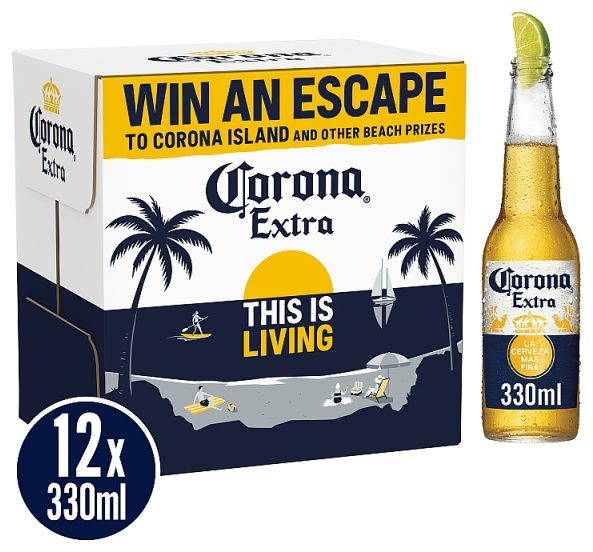 Corona
Corona
Extra
WIN AN ESCAPE
TO CORONA ISLAND AND OTHER BEACH PRIZES
Corona®
Extra
THIS IS
LIVING
12x
330ml
Corona
Extra
LA
CERVEZA
MAS
FINA
330ml